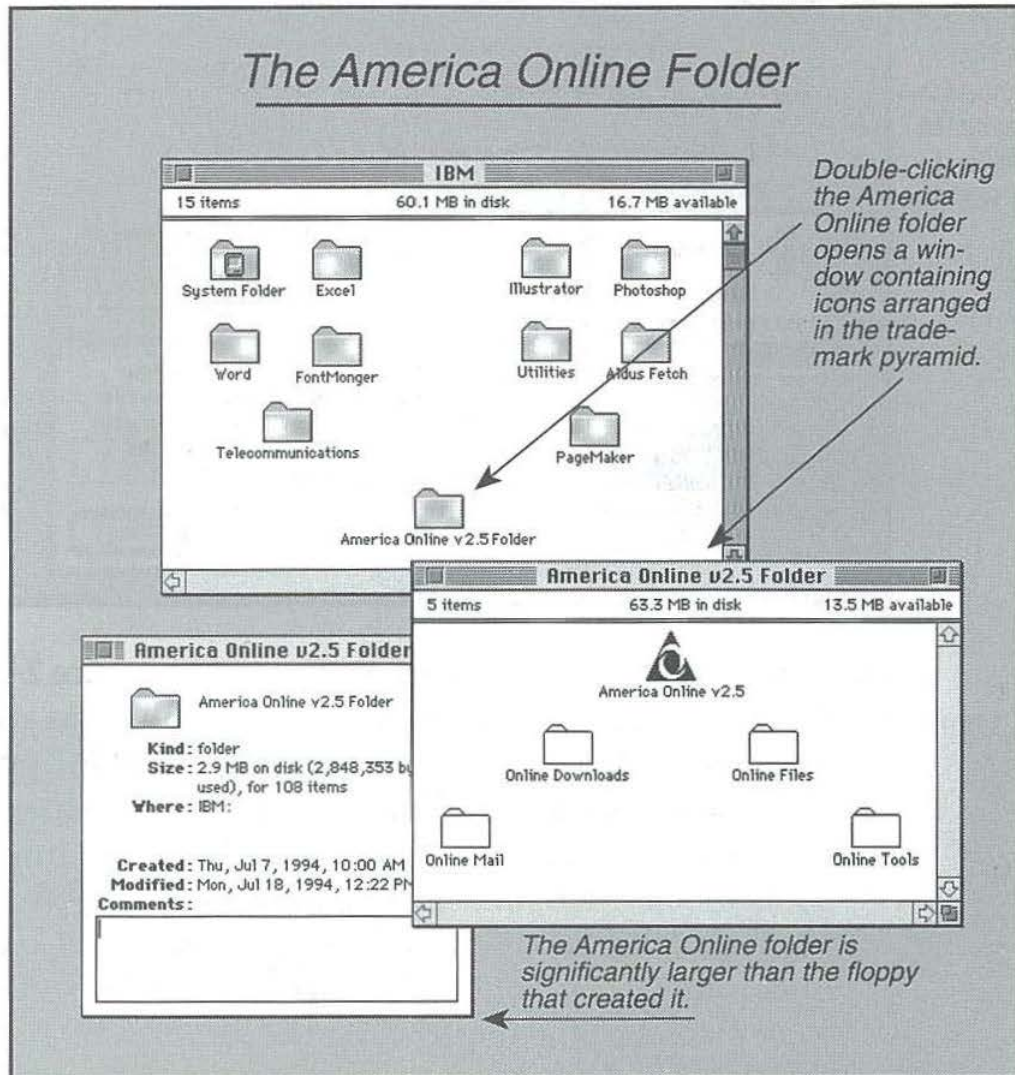 The America Online Folder
IBM
15 items 60.1 MB in disk 16.7 MB available
System Folder Excel Illustrator Photoshop
Word FontMonger Utilities Aldus Fetch
Telecommunications PageMaker
America Online v2.5 Folder
Double-clicking
the America
Online folder
opens a win-
dow containing
icons arranged
in the trade-
mark pyramid.
America Online v2.5 Folder
5 items 63.3 MB in disk 13.5 MB available
America Online v2.5
Online Downloads Online Files
Online Mail Online Tools
America Online v2.5 Folder
America Online v2.5 Folder
Kind: folder
Size: 2.9 MB on disk (2,848,353 by
used), for 108 items
Where: IBM:
Created: Thu, Jul 7, 1994, 10:00 AM
Modified: Mon, Jul 18, 1994, 12:22 PM
Comments:
The America Online folder is
significantly larger than the floppy
that created it.